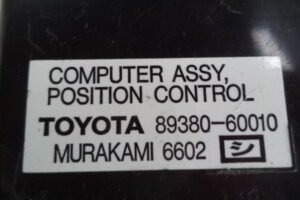 COMPUTER ASSY,
POSITION CONTROL
TOYOTA 89380-60010
MURAKAMI 6602 シ